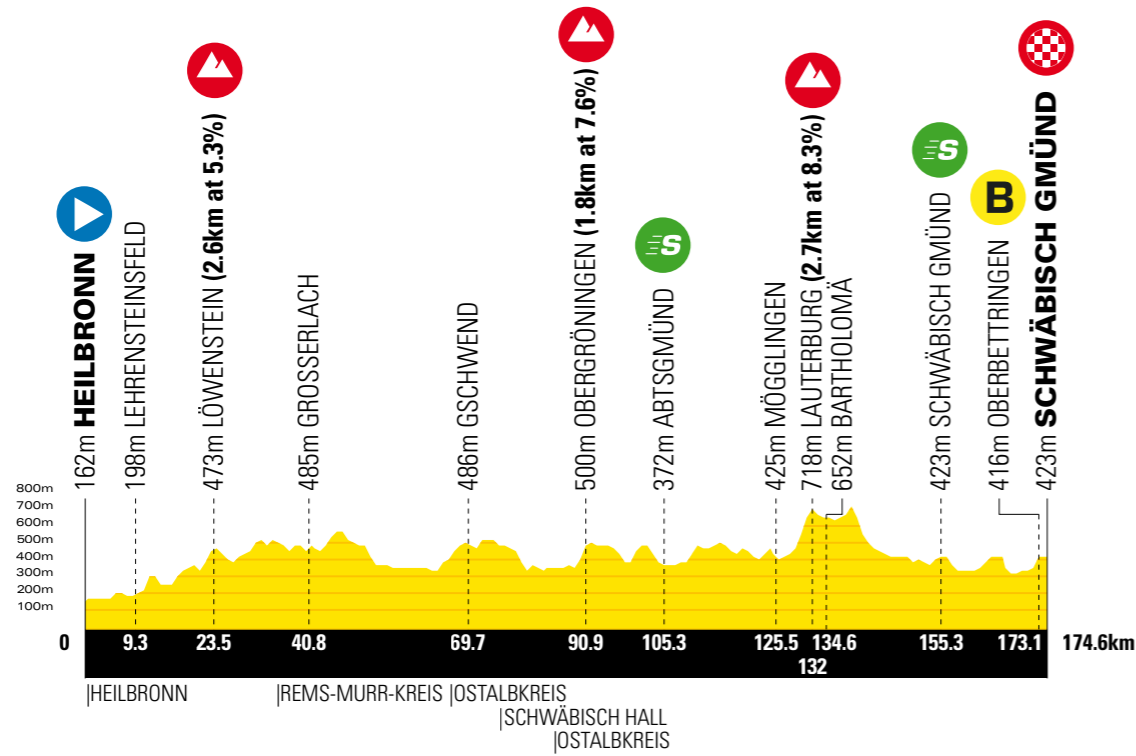 162m HEILBRONN
198m LEHRENSTEINSFELD
473m LÖWENSTEIN (2.6km at 5.3%)
485m GROSSERLACH
486m GSCHWEND
500m OBERGRÖNINGEN (1.8km at 7.6%)
S
372m ABTSGMÜND
425m MÖGGLINGEN
718m LAUTERBURG (2.7km at 8.3%)
652m BARTHOLOMÄ
S
423m SCHWÄBISCH GMÜND
B
416m OBERBETTRINGEN
423m SCHWÄBISCH GMÜND
800m
700m
600m
500m
400m
300m
200m
100m
0 9.3 23.5 40.8 69.7 90.9 105.3 125.5 134.6 155.3 173.1 174.6km
132
|HEILBRONN |REMS-MURR-KREIS |OSTALBKREIS
|SCHWÄBISCH HALL
|OSTALBKREIS